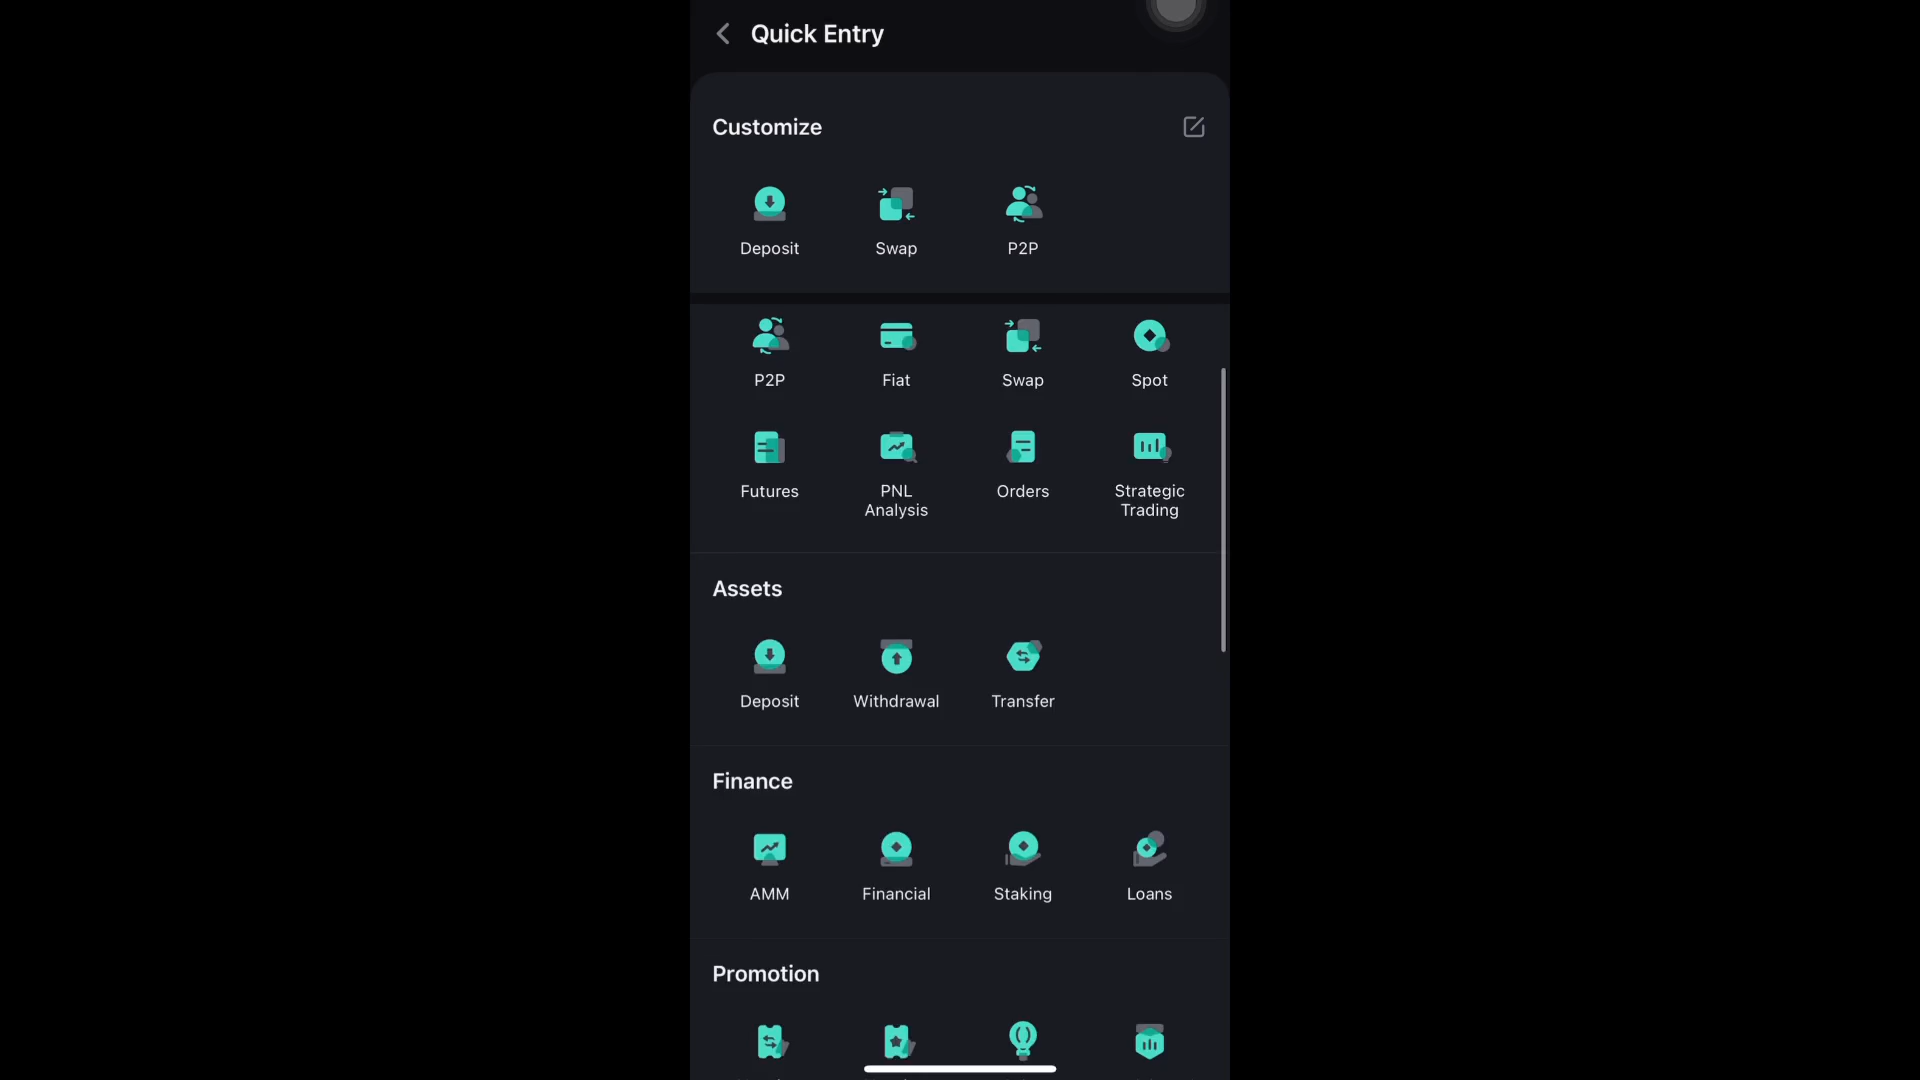 Quick Entry
Customize
Deposit
Swap
P2P
P2P
Fiat
Swap
Spot
Futures
PNL
Analysis
Orders
Strategic
Trading
Assets
Deposit
Withdrawal
Transfer
Finance
AMM
Financial
Staking
Loans
Promotion